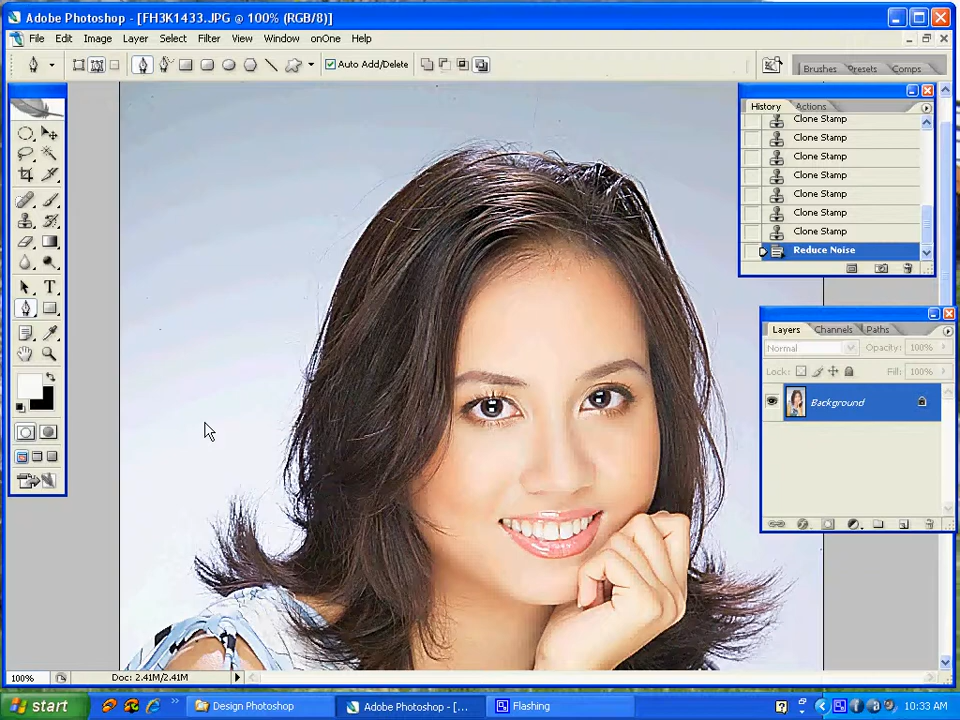 Adobe Photoshop - [FH3K1433.JPG @ 100% (RGB/8)]
File Edit Image Layer Select Filter View Window onOne Help
Auto Add/Delete
Brushes Presets Comps
History Actions
Clone Stamp
Clone Stamp
Clone Stamp
Clone Stamp
Clone Stamp
Clone Stamp
Clone Stamp
Reduce Noise
Layers Channels Paths
Normal Opacity: 100%
Lock: Fill: 100%
Background
100% Doc: 2.41M/2.41M
start Design Photoshop Adobe Photoshop - [... Flashing 10:33 AM